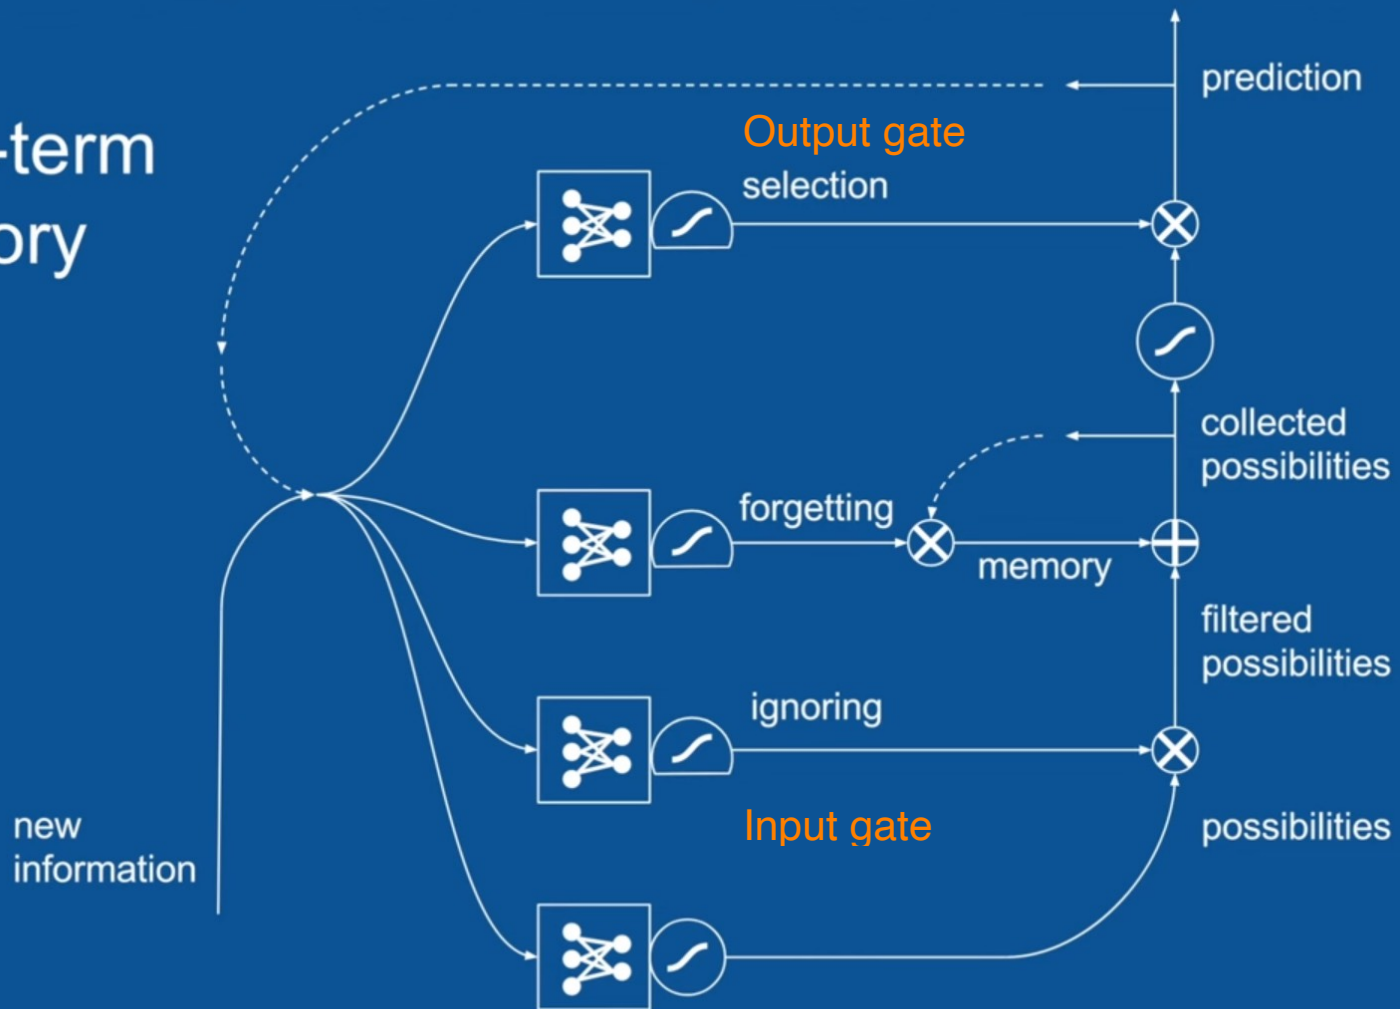 -term
ory
prediction
Output gate
selection
collected
possibilities
forgetting
memory
filtered
possibilities
ignoring
new
information
Input gate
possibilities